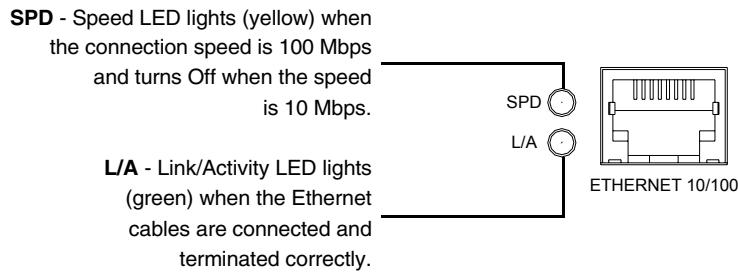 SPD - Speed LED lights (yellow) when
the connection speed is 100 Mbps
and turns Off when the speed
is 10 Mbps.
SPD
L/A
L/A - Link/Activity LED lights
(green) when the Ethernet
cables are connected and
terminated correctly.
ETHERNET 10/100